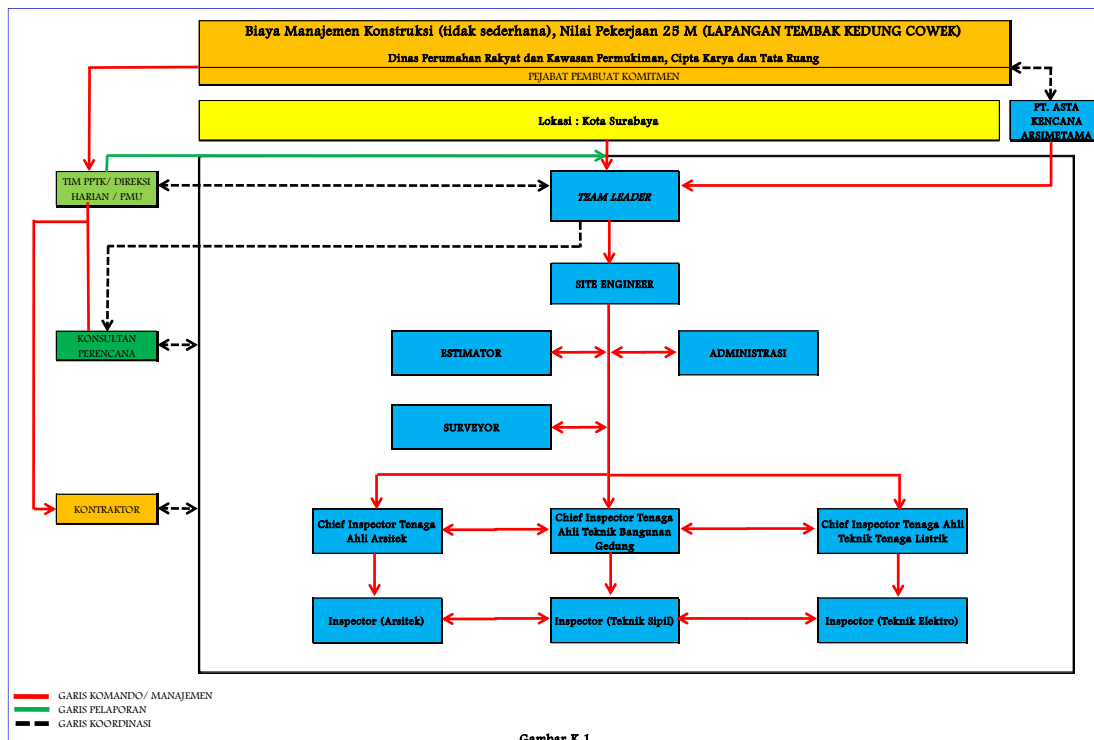 Biaya Manajemen Konstruksi (tidak sederhana), Nilai Pekerjaan 25 M (LAPANGAN TEMBAK KEDUNG COWEK)
Dinas Perumahan Rakyat dan Kawasan Permukiman, Cipta Karya dan Tata Ruang
PEJABAT PEMBUAT KOMITMEN
Lokasi : Kota Surabaya
PT. ASTA
KENCANA
ARSIMETAMA
TIM PPTK/ DIREKSI
HARIAN / PMU
TEAM LEADER
SITE ENGINEER
KONSULTAN
PERENCANA
ESTIMATOR
ADMINISTRASI
SURVEYOR
KONTRAKTOR
Chief Inspector Tenaga
Ahli Arsitek
Chief Inspector Tenaga
Ahli Teknik Bangunan
Gedung
Chief Inspector Tenaga Ahli
Teknik Tenaga Listrik
Inspector (Arsitek)
Inspector (Teknik Sipil)
Inspector (Teknik Elektro)
GARIS KOMANDO/ MANAJEMEN
GARIS PELAPORAN
GARIS KOORDINASI
Gambar K.1